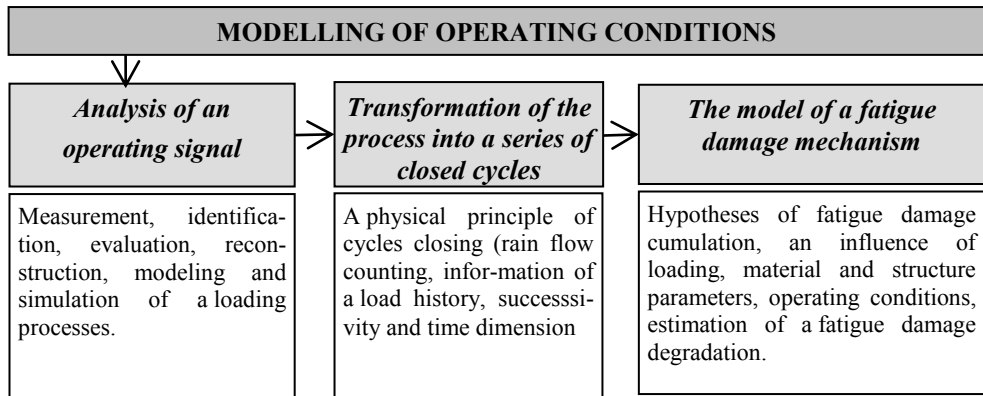 MODELLING OF OPERATING CONDITIONS
Analysis of an
operating signal
Transformation of the
process into a series of
closed cycles
The model of a fatigue
damage mechanism
Measurement, identifica-
tion, evaluation, recon-
struction, modeling and
simulation of a loading
processes.
A physical principle of
cycles closing (rain flow
counting, infor-mation of
a load history, successsi-
vity and time dimension
Hypotheses of fatigue damage
cumulation, an influence of
loading, material and structure
parameters, operating conditions,
estimation of a fatigue damage
degradation.